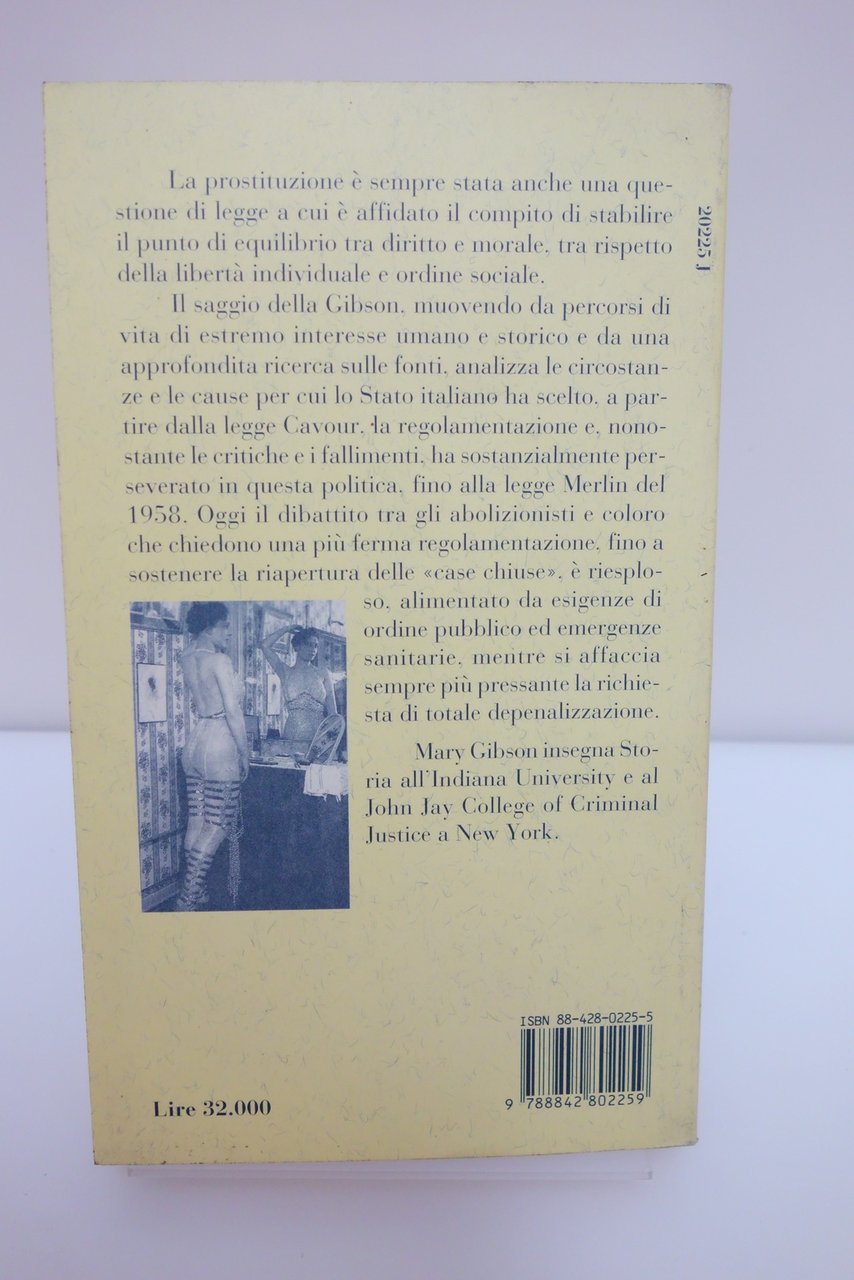 La prostituzione è sempre stata anche una que-
stione di legge a cui è affidato il compito di stabilire
il punto di equilibrio tra diritto e morale, tra rispetto
della libertà individuale e ordine sociale.
Il saggio della Gibson, muovendo da percorsi di
vita di estremo interesse umano e storico e da una
approfondita ricerca sulle fonti, analizza le circostan-
ze e le cause per cui lo Stato italiano ha scelto, a par-
tire dalla legge Cavour, la regolamentazione e, nono-
stante le critiche e i fallimenti, ha sostanzialmente per-
severato in questa politica, fino alla legge Merlin del
1958. Oggi il dibattito tra gli abolizionisti e coloro
che chiedono una più ferma regolamentazione, fino a
sostenere la riapertura delle «case chiuse», è riesplo-
so, alimentato da esigenze di
ordine pubblico ed emergenze
sanitarie, mentre si affaccia
sempre più pressante la richie-
sta di totale depenalizzazione.
Mary Gibson insegna Sto-
ria all'Indiana University e al
John Jay College of Criminal
Justice a New York.
20225 J
ISBN 88-428-0225-5
9 788842 802259
Lire 32.000